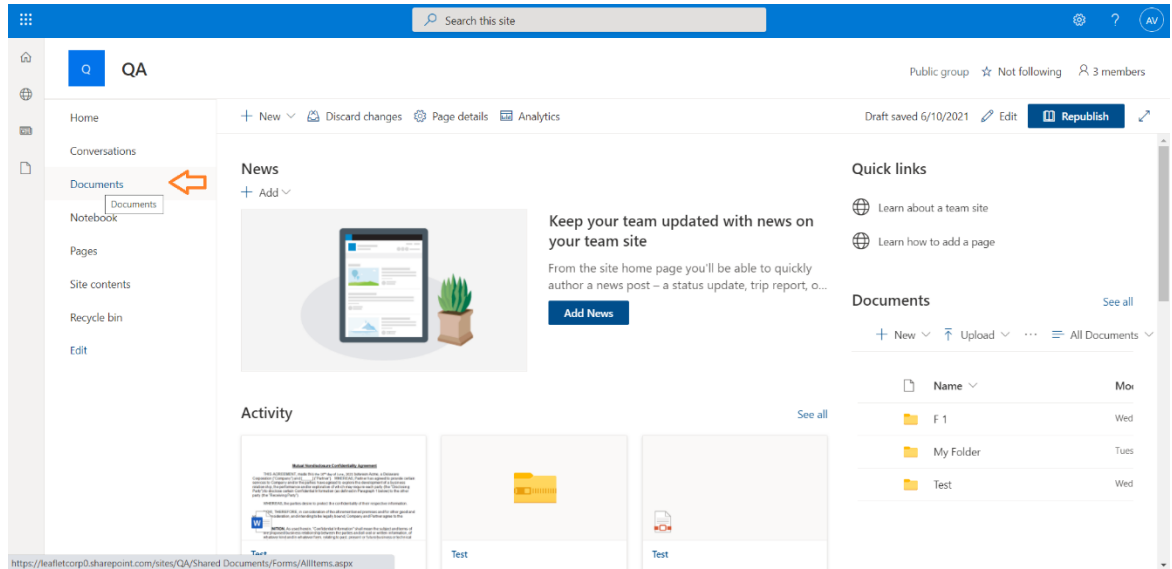 Search this site
?
AV
Q
QA
Public group
Not following
3 members
Home
Conversations
Documents
Documents
Notebook
Pages
Site contents
Recycle bin
Edit
+ New
Discard changes
Page details
Analytics
Draft saved 6/10/2021
Edit
Republish
News
+ Add
Keep your team updated with news on
your team site
From the site home page you'll be able to quickly
author a news post – a status update, trip report, o...
Add News
Quick links
Learn about a team site
Learn how to add a page
Documents
See all
+ New
Upload
...
All Documents
Name
Mo
F 1
Wed
My Folder
Tues
Test
Wed
Activity
See all
Mutual Nondisclosure Confidentiality Agreement
W
Test
Test
Test
https://leafletcorp0.sharepoint.com/sites/QA/Shared Documents/Forms/AllItems.aspx